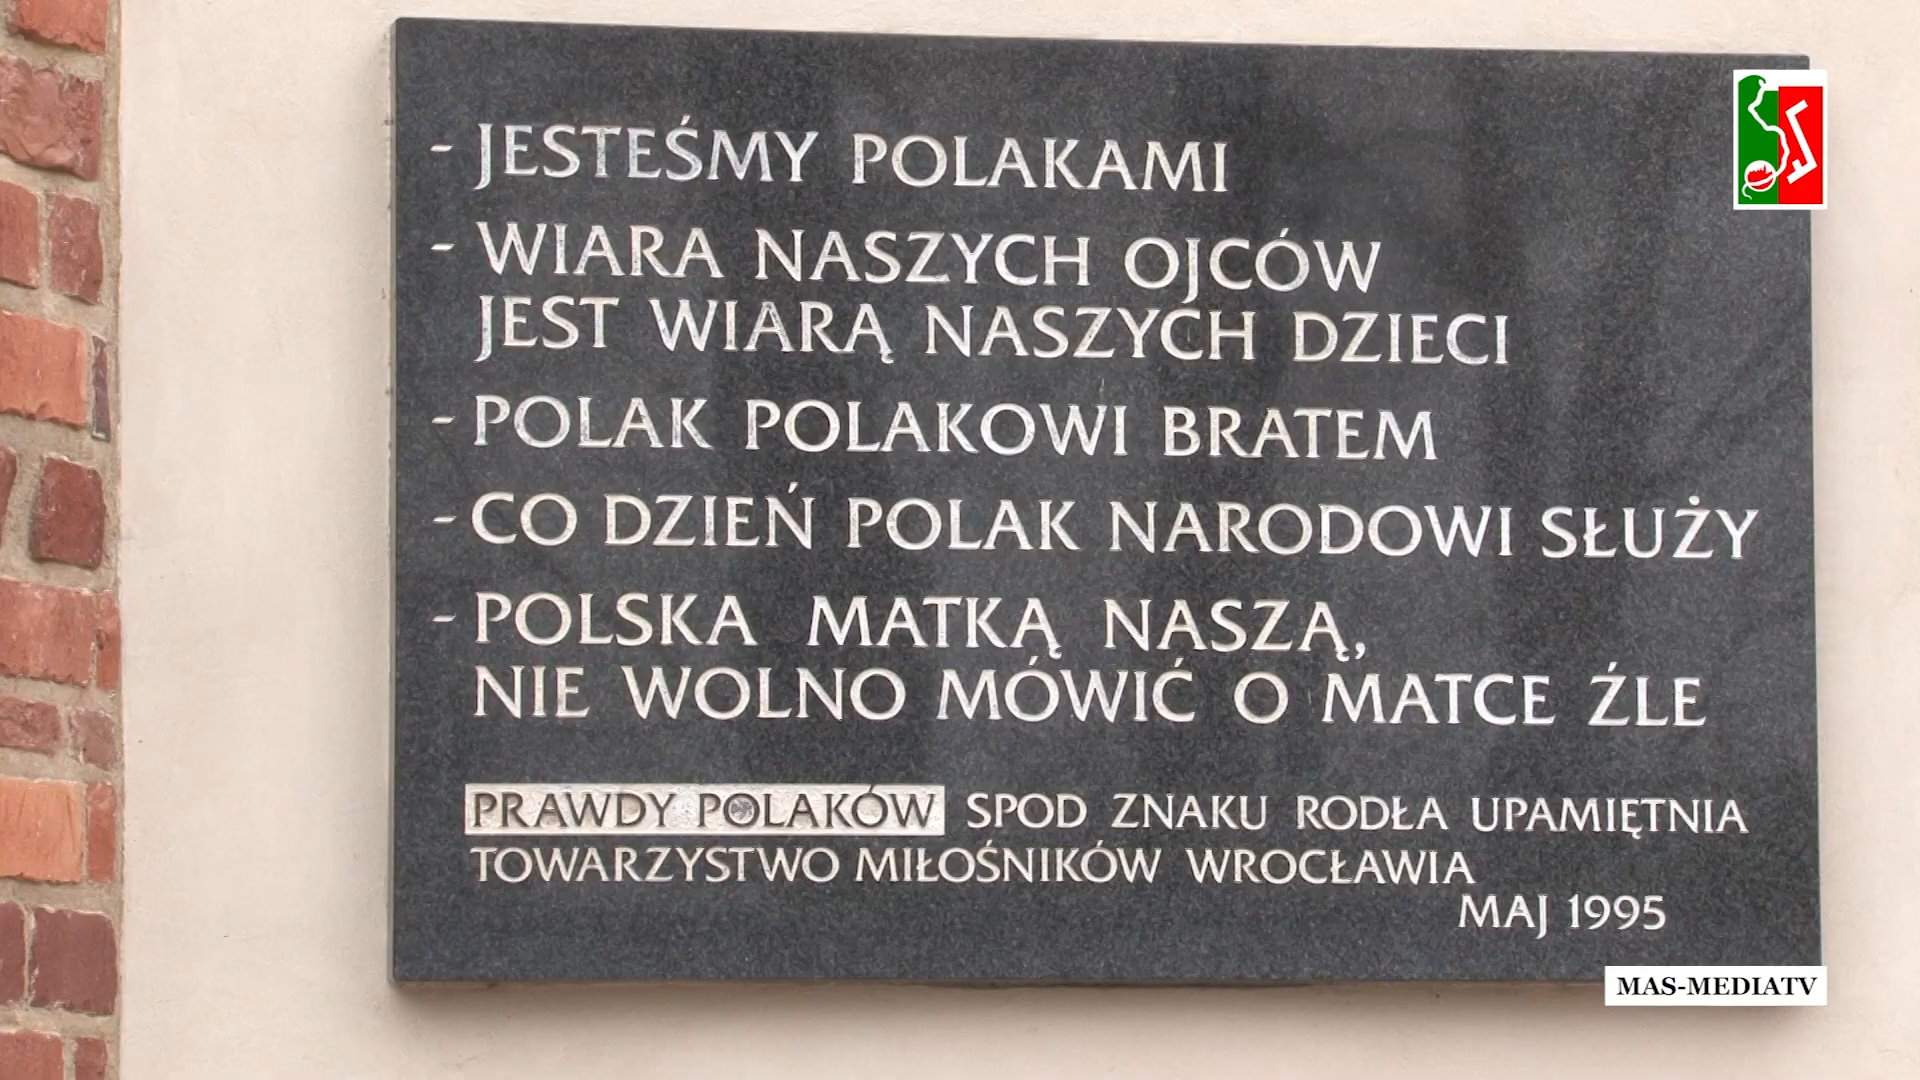 - JESTEŚMY POLAKAMI
- WIARA NASZYCH OJCÓW
JEST WIARĄ NASZYCH DZIECI
- POLAK POLAKOWI BRATEM
- CO DZIEŃ POLAK NARODOWI SŁUŻY
- POLSKA MATKĄ NASZĄ,
NIE WOLNO MÓWIĆ O MATCE ŹLE
PRAWDY POLAKÓW SPOD ZNAKU RODŁA UPAMIĘTNIA
TOWARZYSTWO MIŁOŚNIKÓW WROCŁAWIA
MAJ 1995
MAS-MEDIATV